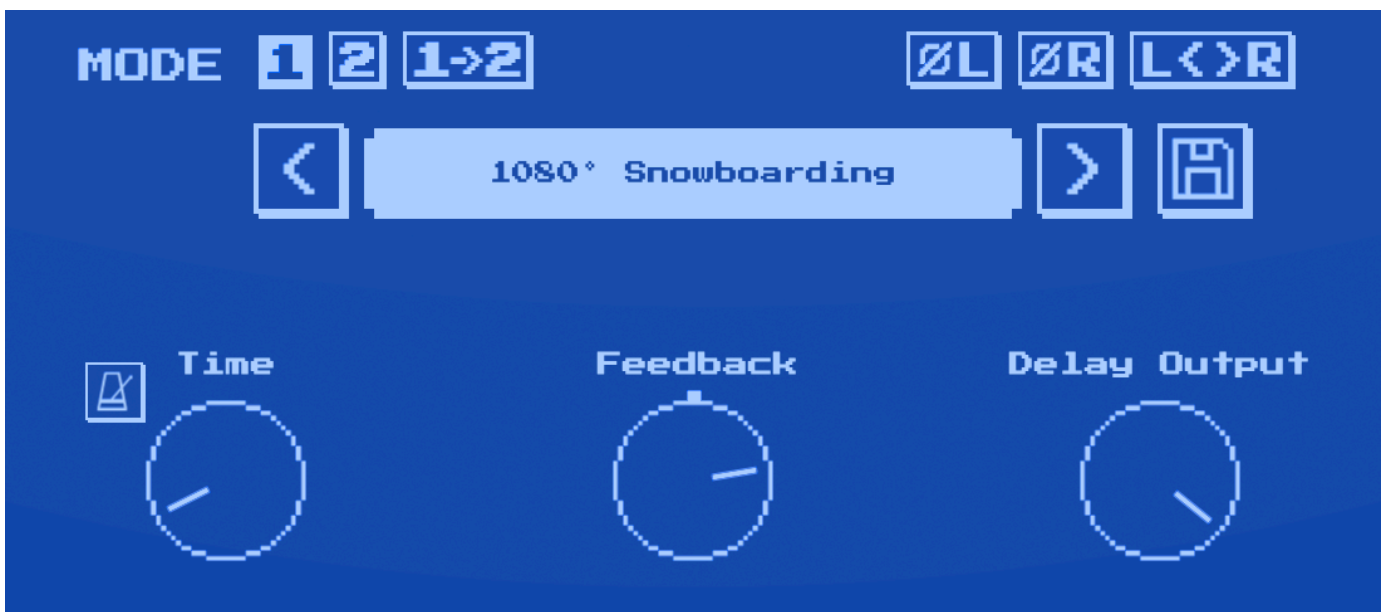 MODE 1 2 1->2 ØL ØR L<>R
< 1080° Snowboarding >
Time Feedback Delay Output